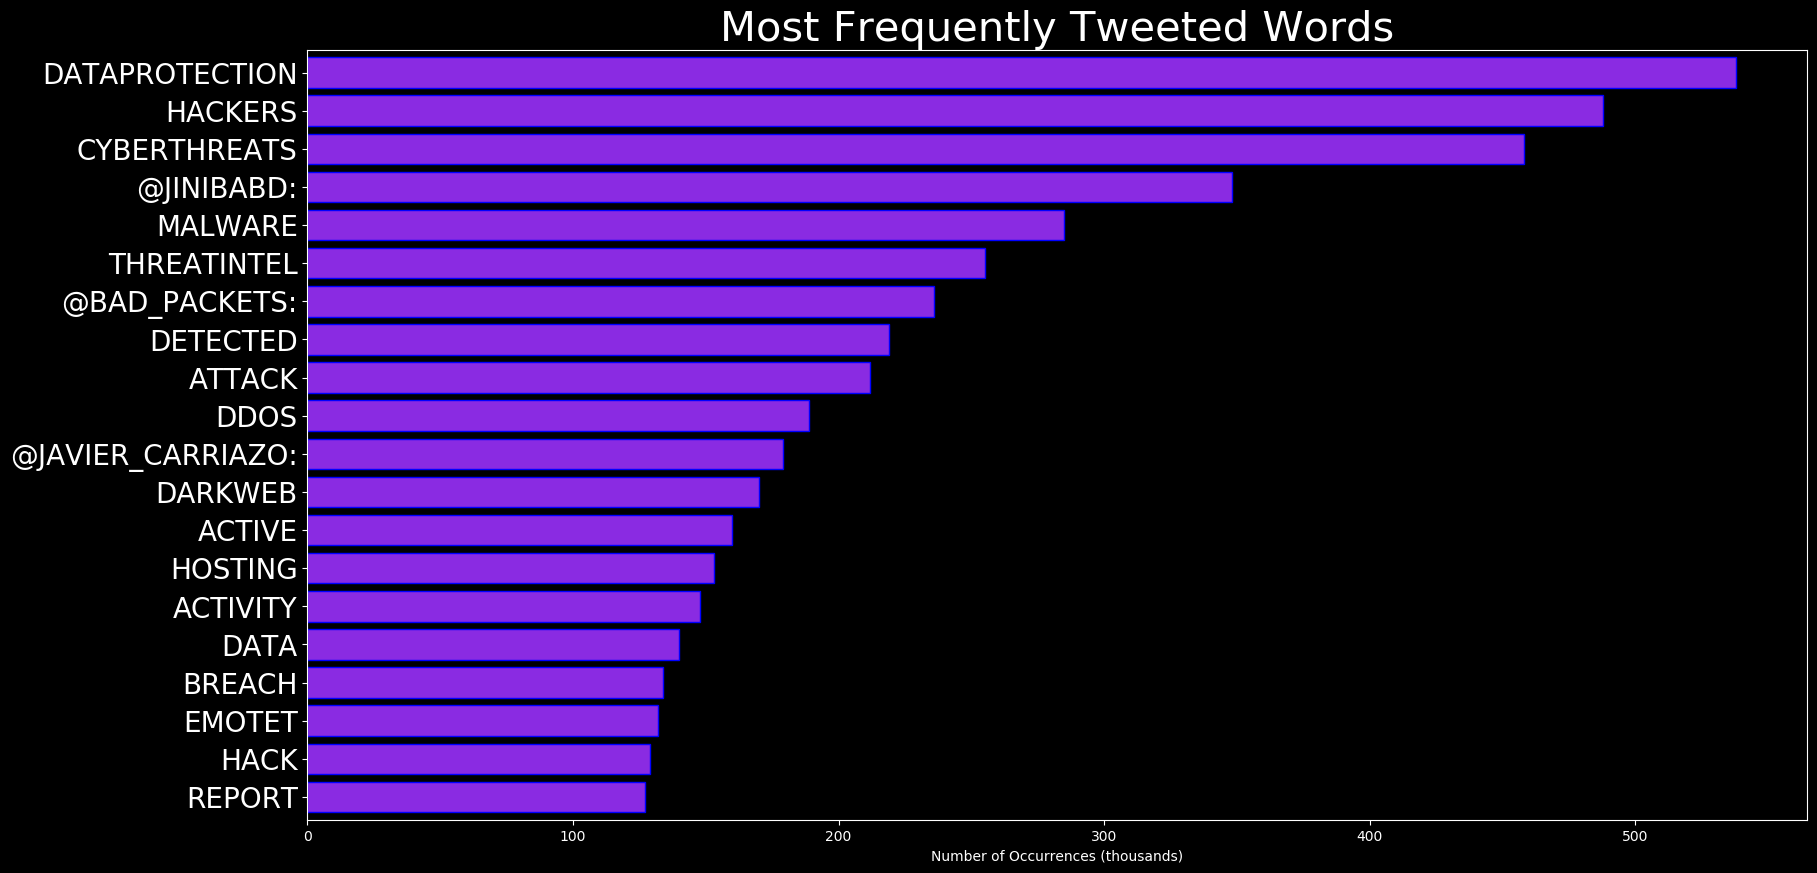 Most Frequently Tweeted Words
DATAPROTECTION
HACKERS
CYBERTHREATS
@JINIBABD:
MALWARE
THREATINTEL
@BAD_PACKETS:
DETECTED
ATTACK
DDOS
@JAVIER_CARRIAZO:
DARKWEB
ACTIVE
HOSTING
ACTIVITY
DATA
BREACH
EMOTET
HACK
REPORT
0 100 200 300 400 500
Number of Occurrences (thousands)